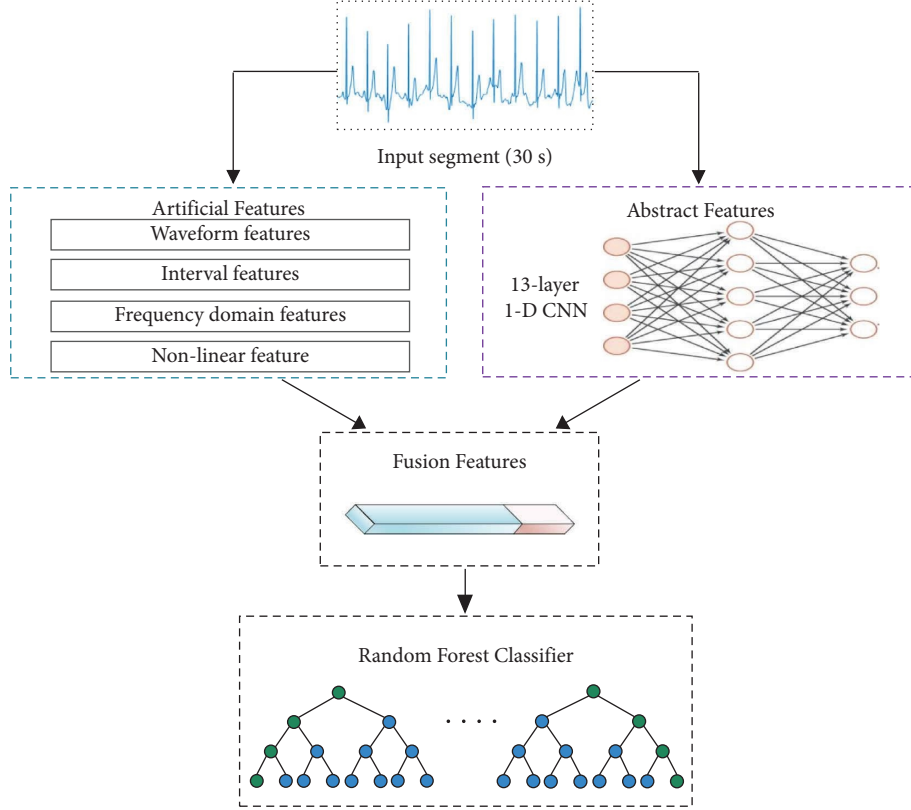 Input segment (30 s)
Artificial Features
Waveform features
Interval features
Frequency domain features
Non-linear feature
Abstract Features
13-layer
1-D CNN
Fusion Features
Random Forest Classifier